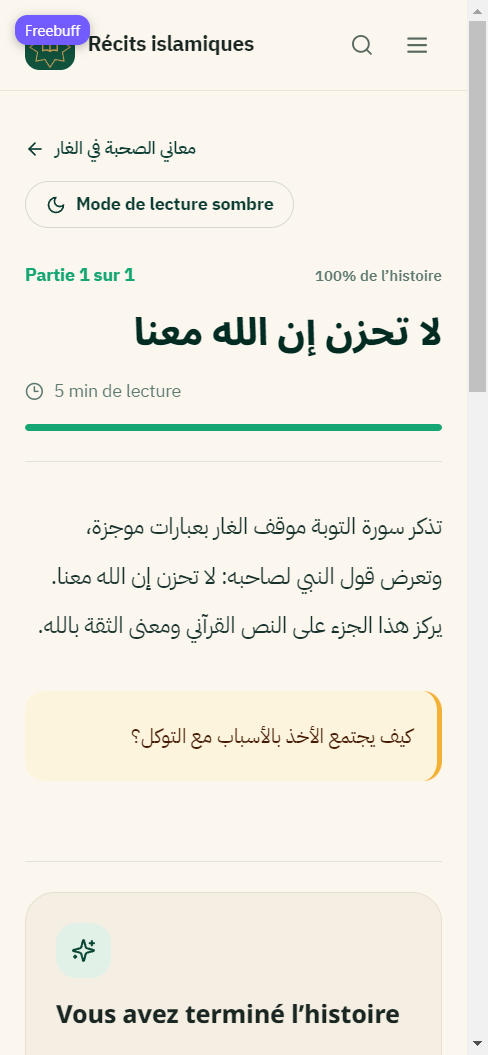 Freebuff
Récits islamiques
معاني الصحبة في الغار
Mode de lecture sombre
Partie 1 sur 1
100% de l’histoire
لا تحزن إن الله معنا
5 min de lecture
تذكر سورة التوبة موقف الغار بعبارات موجزة،
وتعرض قول النبي لصاحبه: لا تحزن إن الله معنا.
يركز هذا الجزء على النص القرآني ومعنى الثقة بالله.
كيف يجتمع الأخذ بالأسباب مع التوكل؟
Vous avez terminé l’histoire